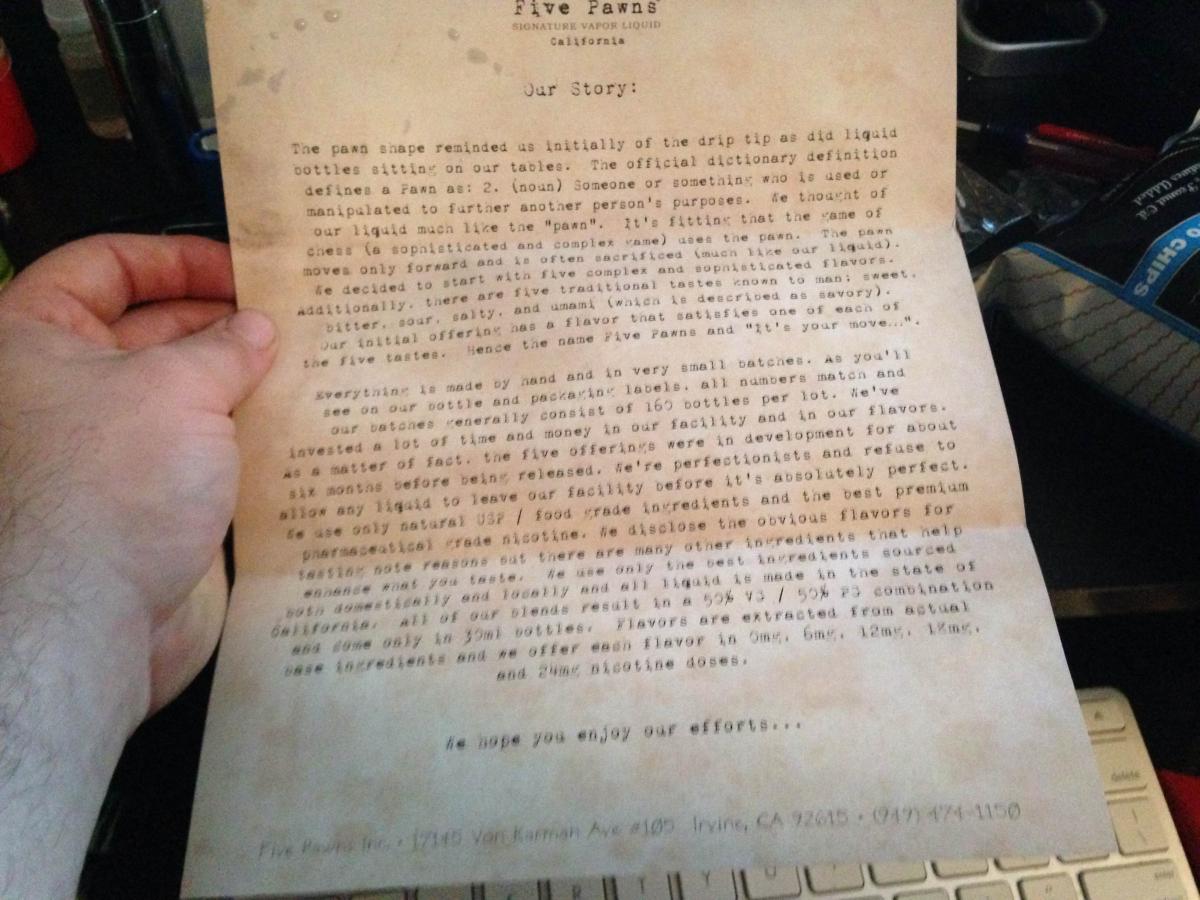 Five Pawns
SIGNATURE VAPOR LIQUID
California
Our Story:
The pawn shape reminded us initially of the drip tip as did liquid
bottles sitting on our tables. The official dictionary definition
defines a Pawn as: 2. (noun) Someone or something who is used or
manipulated to further another person's purposes. We thought of
our liquid much like the "pawn". It's fitting that the game of
chess (a sophisticated and complex game) uses the pawn. The pawn
moves only forward and is often sacrificed (much like our liquid).
We decided to start with five complex and sophisticated flavors.
Additionally, there are five traditional tastes known to man; sweet,
bitter, sour, salty, and umami (which is described as savory).
Our initial offering has a flavor that satisfies one of each of
the five tastes. Hence the name Five Pawns and "It's your move...".
Everything is made by hand and in very small batches. As you'll
see on our bottle and packaging labels, all numbers match and
our batches generally consist of 160 bottles per lot. We've
invested a lot of time and money in our facility and in our flavors.
As a matter of fact, the five offerings were in development for about
six months before being released. We're perfectionists and refuse to
allow any liquid to leave our facility before it's absolutely perfect.
We use only natural USP / food grade ingredients and the best premium
pharmaceutical grade nicotine. We disclose the obvious flavors for
tasting note reasons but there are many other ingredients that help
enhance what you taste. We use only the best ingredients sourced
both domestically and locally and all liquid is made in the state of
California. All of our blends result in a 50% VG / 50% PG combination
and come only in 30ml bottles. Flavors are extracted from actual
base ingredients and we offer each flavor in 0mg, 6mg, 12mg, 18mg,
and 24mg nicotine doses.
We hope you enjoy our efforts...
Five Pawns Inc. • 17145 Von Karman Ave #105 Irvine, CA 92615 • (949) 474-1150
O CHIPS
delete
E R T Y U